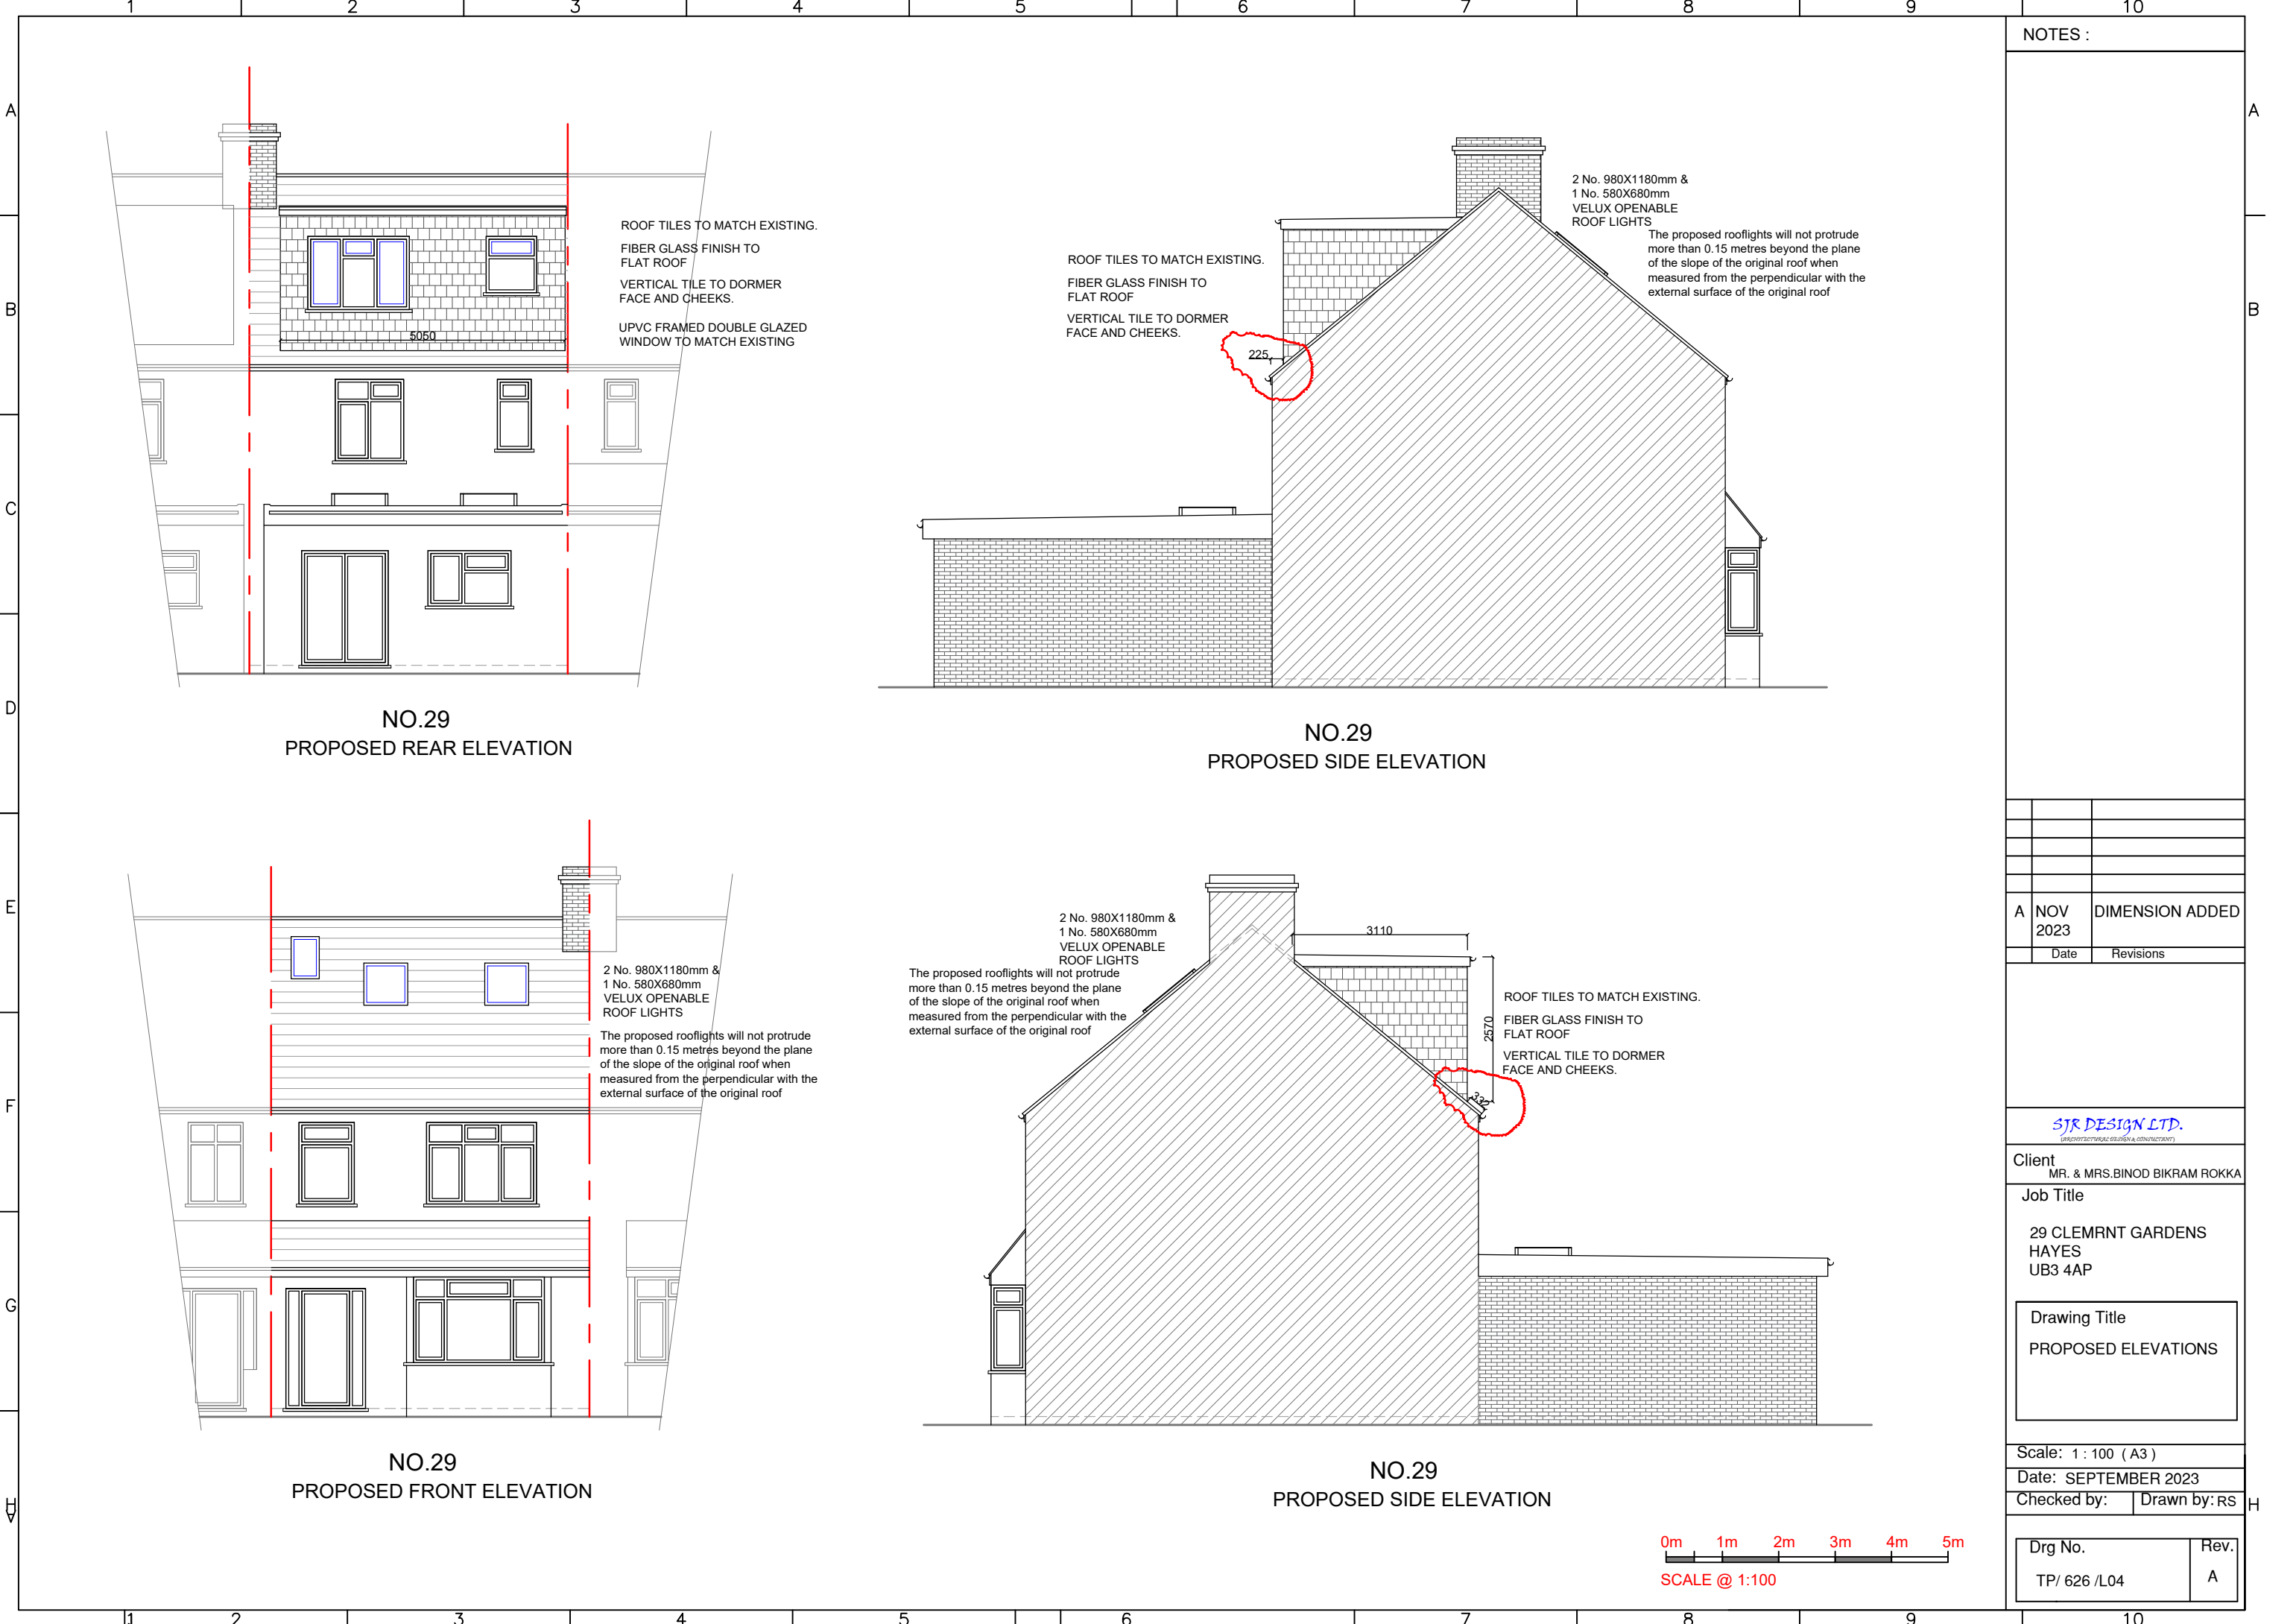 1 2 3 4 5 6 7 8 9 10
A
B
C
D
E
F
G
H
A
B
H
ROOF TILES TO MATCH EXISTING.
FIBER GLASS FINISH TO
FLAT ROOF
VERTICAL TILE TO DORMER
FACE AND CHEEKS.
UPVC FRAMED DOUBLE GLAZED
WINDOW TO MATCH EXISTING
5050
NO.29
PROPOSED REAR ELEVATION
ROOF TILES TO MATCH EXISTING.
FIBER GLASS FINISH TO
FLAT ROOF
VERTICAL TILE TO DORMER
FACE AND CHEEKS.
225
2 No. 980X1180mm &
1 No. 580X680mm
VELUX OPENABLE
ROOF LIGHTS
The proposed rooflights will not protrude
more than 0.15 metres beyond the plane
of the slope of the original roof when
measured from the perpendicular with the
external surface of the original roof
NO.29
PROPOSED SIDE ELEVATION
2 No. 980X1180mm &
1 No. 580X680mm
VELUX OPENABLE
ROOF LIGHTS
The proposed rooflights will not protrude
more than 0.15 metres beyond the plane
of the slope of the original roof when
measured from the perpendicular with the
external surface of the original roof
NO.29
PROPOSED FRONT ELEVATION
2 No. 980X1180mm &
1 No. 580X680mm
VELUX OPENABLE
ROOF LIGHTS
The proposed rooflights will not protrude
more than 0.15 metres beyond the plane
of the slope of the original roof when
measured from the perpendicular with the
external surface of the original roof
3110
2570
332
ROOF TILES TO MATCH EXISTING.
FIBER GLASS FINISH TO
FLAT ROOF
VERTICAL TILE TO DORMER
FACE AND CHEEKS.
NO.29
PROPOSED SIDE ELEVATION
0m 1m 2m 3m 4m 5m
SCALE @ 1:100
NOTES :
A NOV 2023 DIMENSION ADDED
Date Revisions
SJR DESIGN LTD.
(ARCHITECTURAL DESIGN & CONSULTANT)
Client
MR. & MRS.BINOD BIKRAM ROKKA
Job Title
29 CLEMRNT GARDENS
HAYES
UB3 4AP
Drawing Title
PROPOSED ELEVATIONS
Scale: 1 : 100 ( A3 )
Date: SEPTEMBER 2023
Checked by: Drawn by: RS
Drg No. Rev.
TP/ 626 /L04 A
1 2 3 4 5 6 7 8 9 10